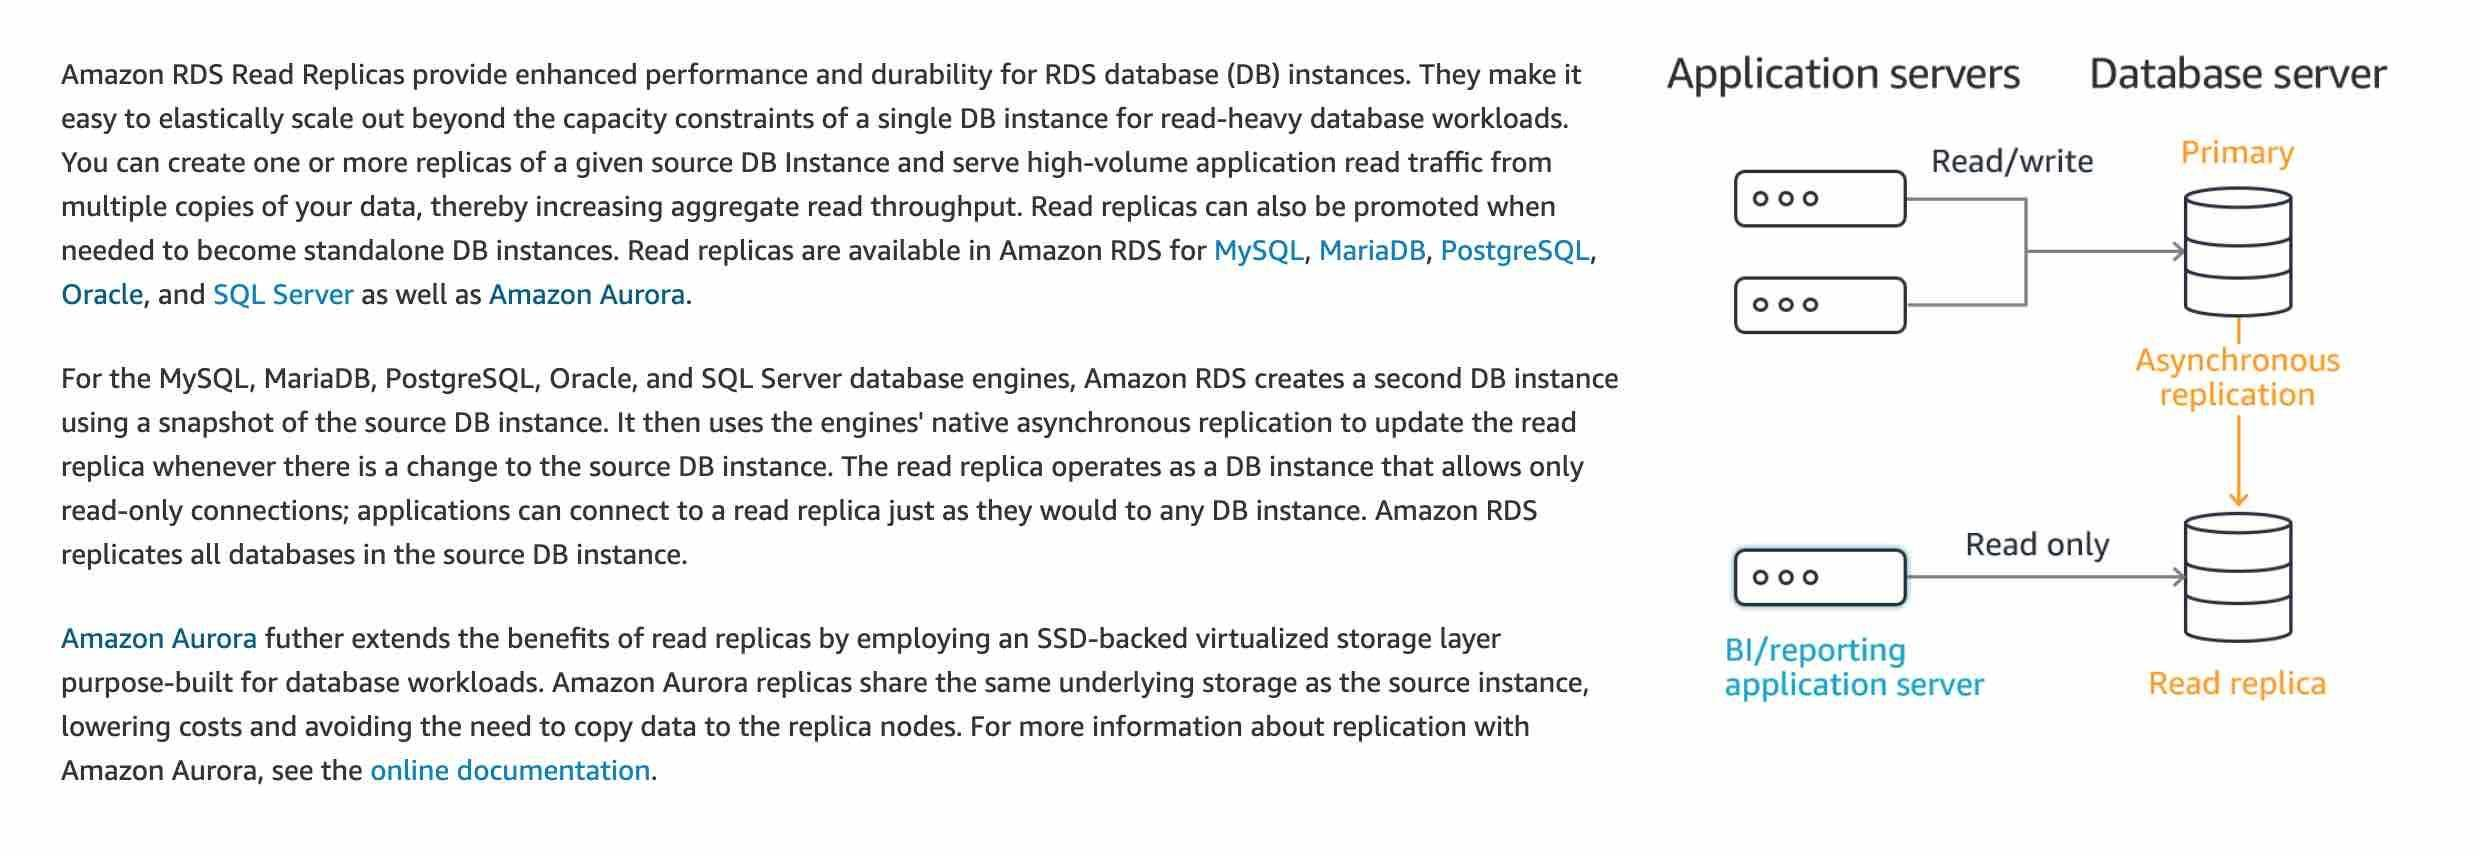 Amazon RDS Read Replicas provide enhanced performance and durability for RDS database (DB) instances. They make it
easy to elastically scale out beyond the capacity constraints of a single DB instance for read-heavy database workloads.
You can create one or more replicas of a given source DB Instance and serve high-volume application read traffic from
multiple copies of your data, thereby increasing aggregate read throughput. Read replicas can also be promoted when
needed to become standalone DB instances. Read replicas are available in Amazon RDS for MySQL, MariaDB, PostgreSQL,
Oracle, and SQL Server as well as Amazon Aurora.
For the MySQL, MariaDB, PostgreSQL, Oracle, and SQL Server database engines, Amazon RDS creates a second DB instance
using a snapshot of the source DB instance. It then uses the engines' native asynchronous replication to update the read
replica whenever there is a change to the source DB instance. The read replica operates as a DB instance that allows only
read-only connections; applications can connect to a read replica just as they would to any DB instance. Amazon RDS
replicates all databases in the source DB instance.
Amazon Aurora futher extends the benefits of read replicas by employing an SSD-backed virtualized storage layer
purpose-built for database workloads. Amazon Aurora replicas share the same underlying storage as the source instance,
lowering costs and avoiding the need to copy data to the replica nodes. For more information about replication with
Amazon Aurora, see the online documentation.
Application servers
Database server
Read/write
Primary
Asynchronous
replication
Read only
BI/reporting
application server
Read replica